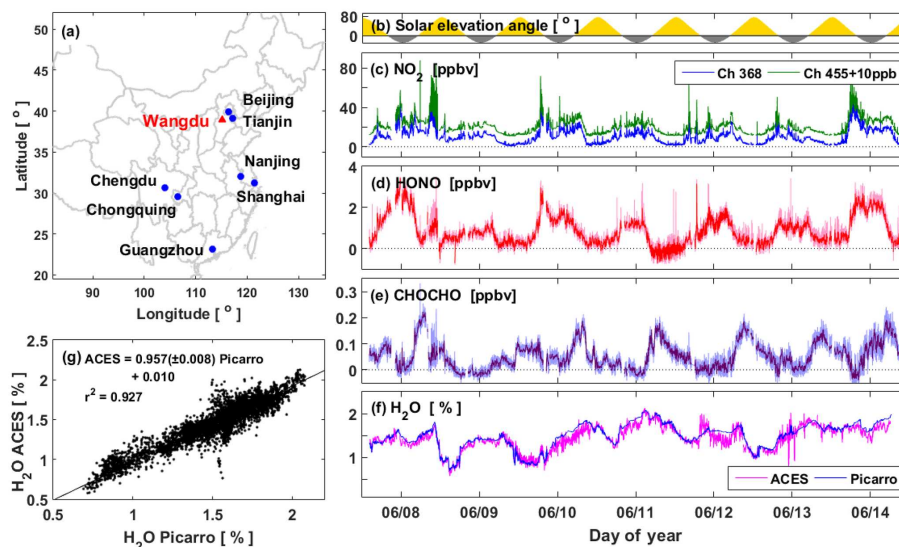 (a)
50
45
40
35
30
25
20
Latitude [ ° ]
Beijing
Wangdu
Tianjin
Nanjing
Chengdu
Shanghai
Chongquing
Guangzhou
90 100 110 120 130
Longitude [ ° ]
(g) ACES = 0.957(±0.008) Picarro
+ 0.010
r² = 0.927
2.5
2
1.5
1
0.5
H₂O ACES [ % ]
0.5 1 1.5 2
H₂O Picarro [ % ]
80
0
(b) Solar elevation angle [ ° ]
(c) NO₂ [ppbv]
Ch 368 Ch 455+10ppb
80
40
0
(d) HONO [ppbv]
4
2
0
(e) CHOCHO [ppbv]
0.3
0.2
0.1
0
(f) H₂O [ % ]
2
1
ACES Picarro
06/08 06/09 06/10 06/10 06/11 06/12 06/13 06/14
Day of year